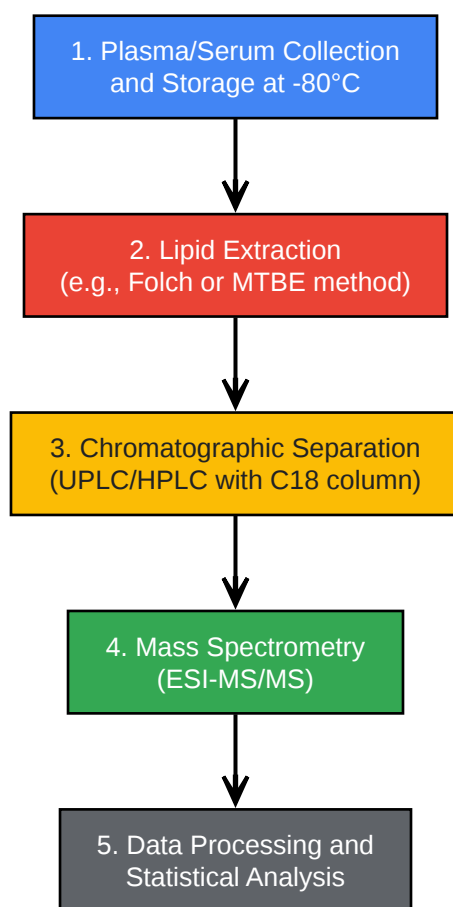 1. Plasma/Serum Collection
and Storage at -80°C
2. Lipid Extraction
(e.g., Folch or MTBE method)
3. Chromatographic Separation
(UPLC/HPLC with C18 column)
4. Mass Spectrometry
(ESI-MS/MS)
5. Data Processing and
Statistical Analysis